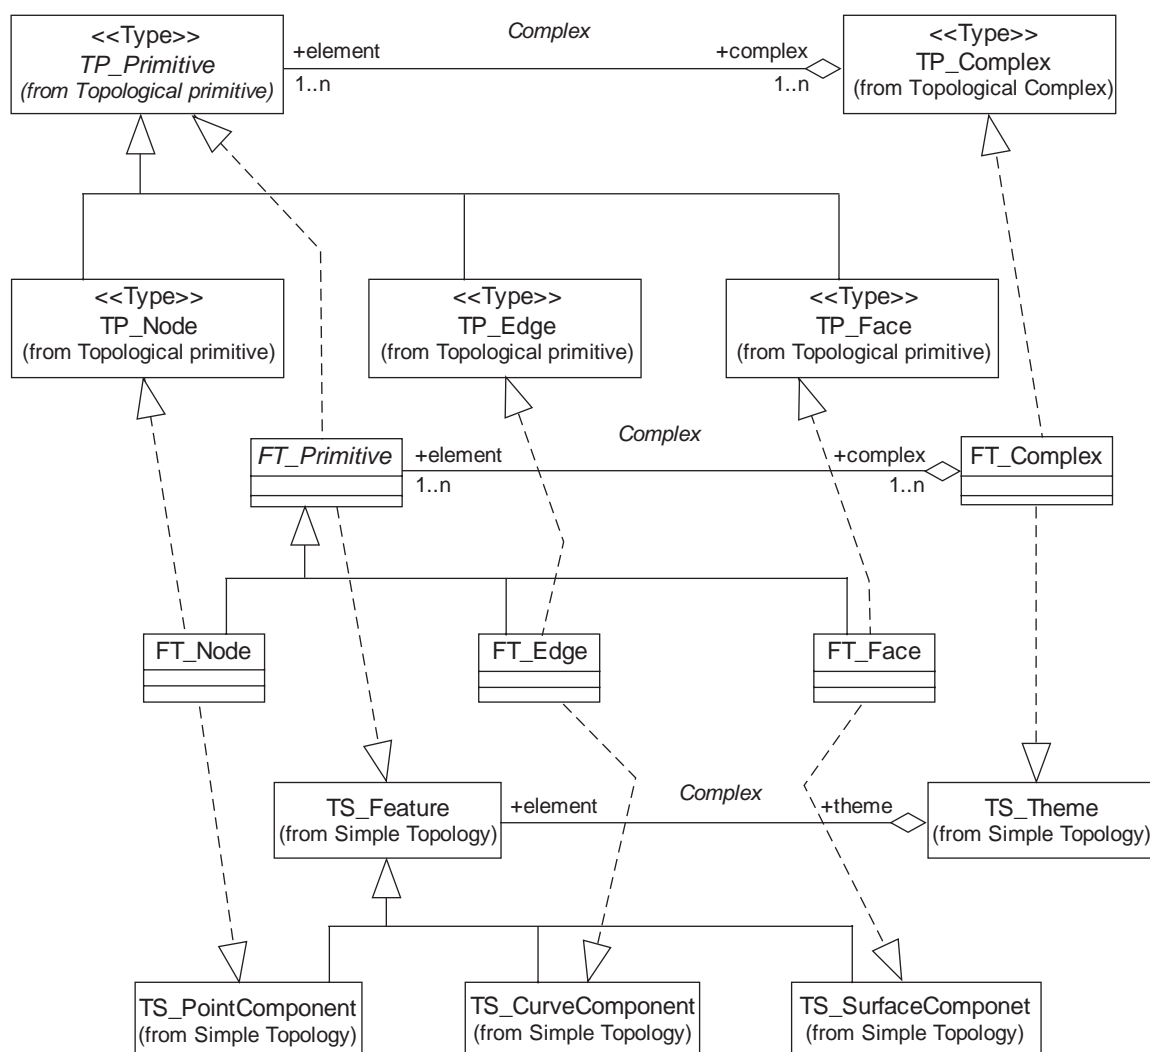 <<Type>>
TP_Primitive
(from Topological primitive)
+element
1..n
Complex
+complex
1..n
<<Type>>
TP_Complex
(from Topological Complex)
<<Type>>
TP_Node
(from Topological primitive)
<<Type>>
TP_Edge
(from Topological primitive)
<<Type>>
TP_Face
(from Topological primitive)
FT_Primitive
+element
1..n
Complex
+complex
1..n
FT_Complex
FT_Node
FT_Edge
FT_Face
TS_Feature
(from Simple Topology)
+element
Complex
+theme
TS_Theme
(from Simple Topology)
TS_PointComponent
(from Simple Topology)
TS_CurveComponent
(from Simple Topology)
TS_SurfaceComponet
(from Simple Topology)